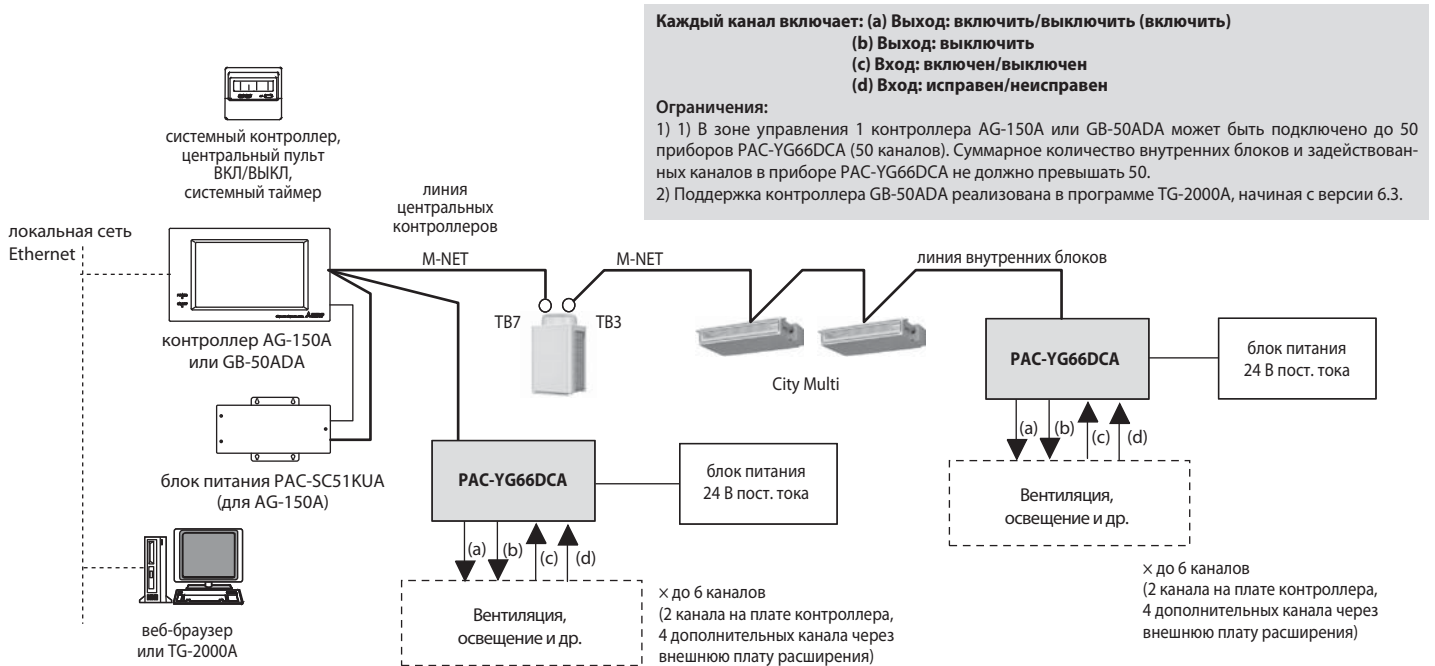 Каждый канал включает: (a) Выход: включить/выключить (включить)
(b) Выход: выключить
(c) Вход: включен/выключен
(d) Вход: исправен/неисправен
Ограничения:
1) 1) В зоне управления 1 контроллера AG-150A или GB-50ADA может быть подключено до 50
приборов PAC-YG66DCA (50 каналов). Суммарное количество внутренних блоков и задействован-
ных каналов в приборе PAC-YG66DCA не должно превышать 50.
2) Поддержка контроллера GB-50ADA реализована в программе TG-2000A, начиная с версии 6.3.
системный контроллер,
центральный пульт
ВКЛ/ВЫКЛ,
системный таймер
локальная сеть
Ethernet
линия
центральных
контроллеров
M-NET
M-NET
линия внутренних блоков
TB7
TB3
контроллер AG-150A
или GB-50ADA
City Multi
PAC-YG66DCA
блок питания
24 В пост. тока
(a)
(b)
(c)
(d)
Вентиляция,
освещение и др.
× до 6 каналов
(2 канала на плате контроллера,
4 дополнительных канала через
внешнюю плату расширения)
блок питания PAC-SC51KUA
(для AG-150A)
PAC-YG66DCA
блок питания
24 В пост. тока
(a)
(b)
(c)
(d)
Вентиляция,
освещение и др.
× до 6 каналов
(2 канала на плате контроллера,
4 дополнительных канала через
внешнюю плату расширения)
веб-браузер
или TG-2000A